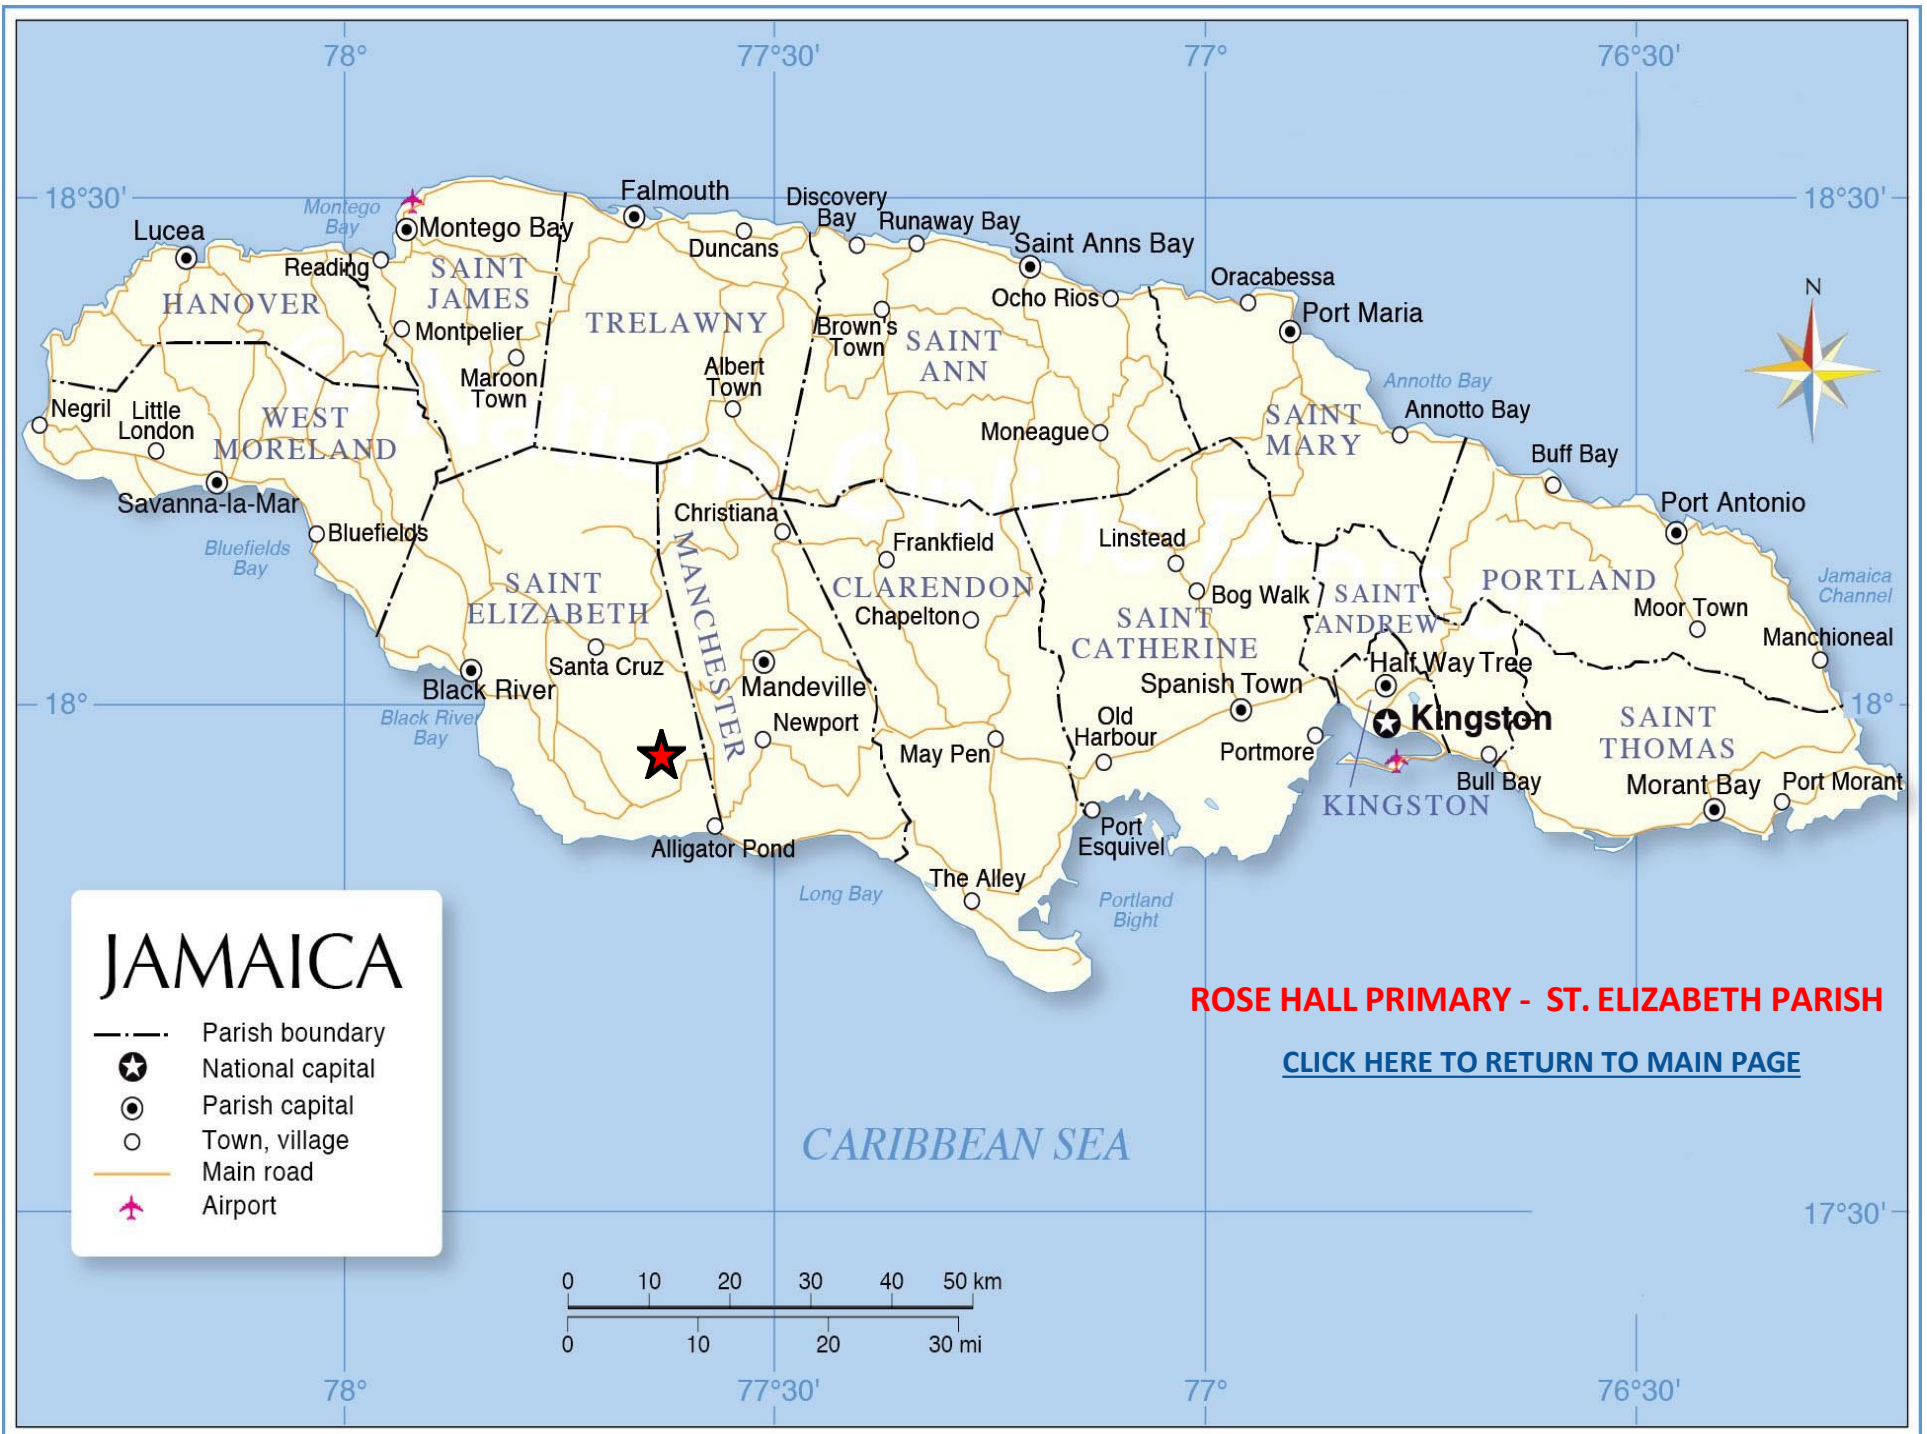 78°
77°30'
77°
76°30'
18°30'
18°30'
Falmouth
Discovery
Bay
Runaway Bay
Montego
Bay
Lucea
Montego Bay
Duncans
Saint Anns Bay
Reading
SAINT
JAMES
Oracabessa
Ocho Rios
HANOVER
Port Maria
TRELAWNY
Brown's
Town
SAINT
ANN
Montpelier
Maroon
Town
Albert
Town
Annotto Bay
Annotto Bay
Negril
Little
London
WEST
MORELAND
SAINT
MARY
Moneague
Buff Bay
Savanna-la-Mar
Port Antonio
Christiana
Bluefields
Bluefields
Bay
Frankfield
Linstead
SAINT
ELIZABETH
MANCHESTER
CLARENDON
Chapelton
Bog Walk
SAINT
ANDREW
PORTLAND
Jamaica
Channel
Moor Town
Manchioneal
SAINT
CATHERINE
Santa Cruz
Half Way Tree
Black River
Mandeville
Spanish Town
18°
18°
Black River
Bay
Newport
Old
Harbour
Kingston
SAINT
THOMAS
May Pen
Portmore
Bull Bay
Morant Bay
Port Morant
KINGSTON
Alligator Pond
Port
Esquivel
The Alley
Long Bay
Portland
Bight
N
JAMAICA
Parish boundary
National capital
Parish capital
Town, village
Main road
Airport
ROSE HALL PRIMARY - ST. ELIZABETH PARISH
CLICK HERE TO RETURN TO MAIN PAGE
CARIBBEAN SEA
17°30'
0 10 20 30 40 50 km
0 10 20 30 mi
78°
77°30'
77°
76°30'